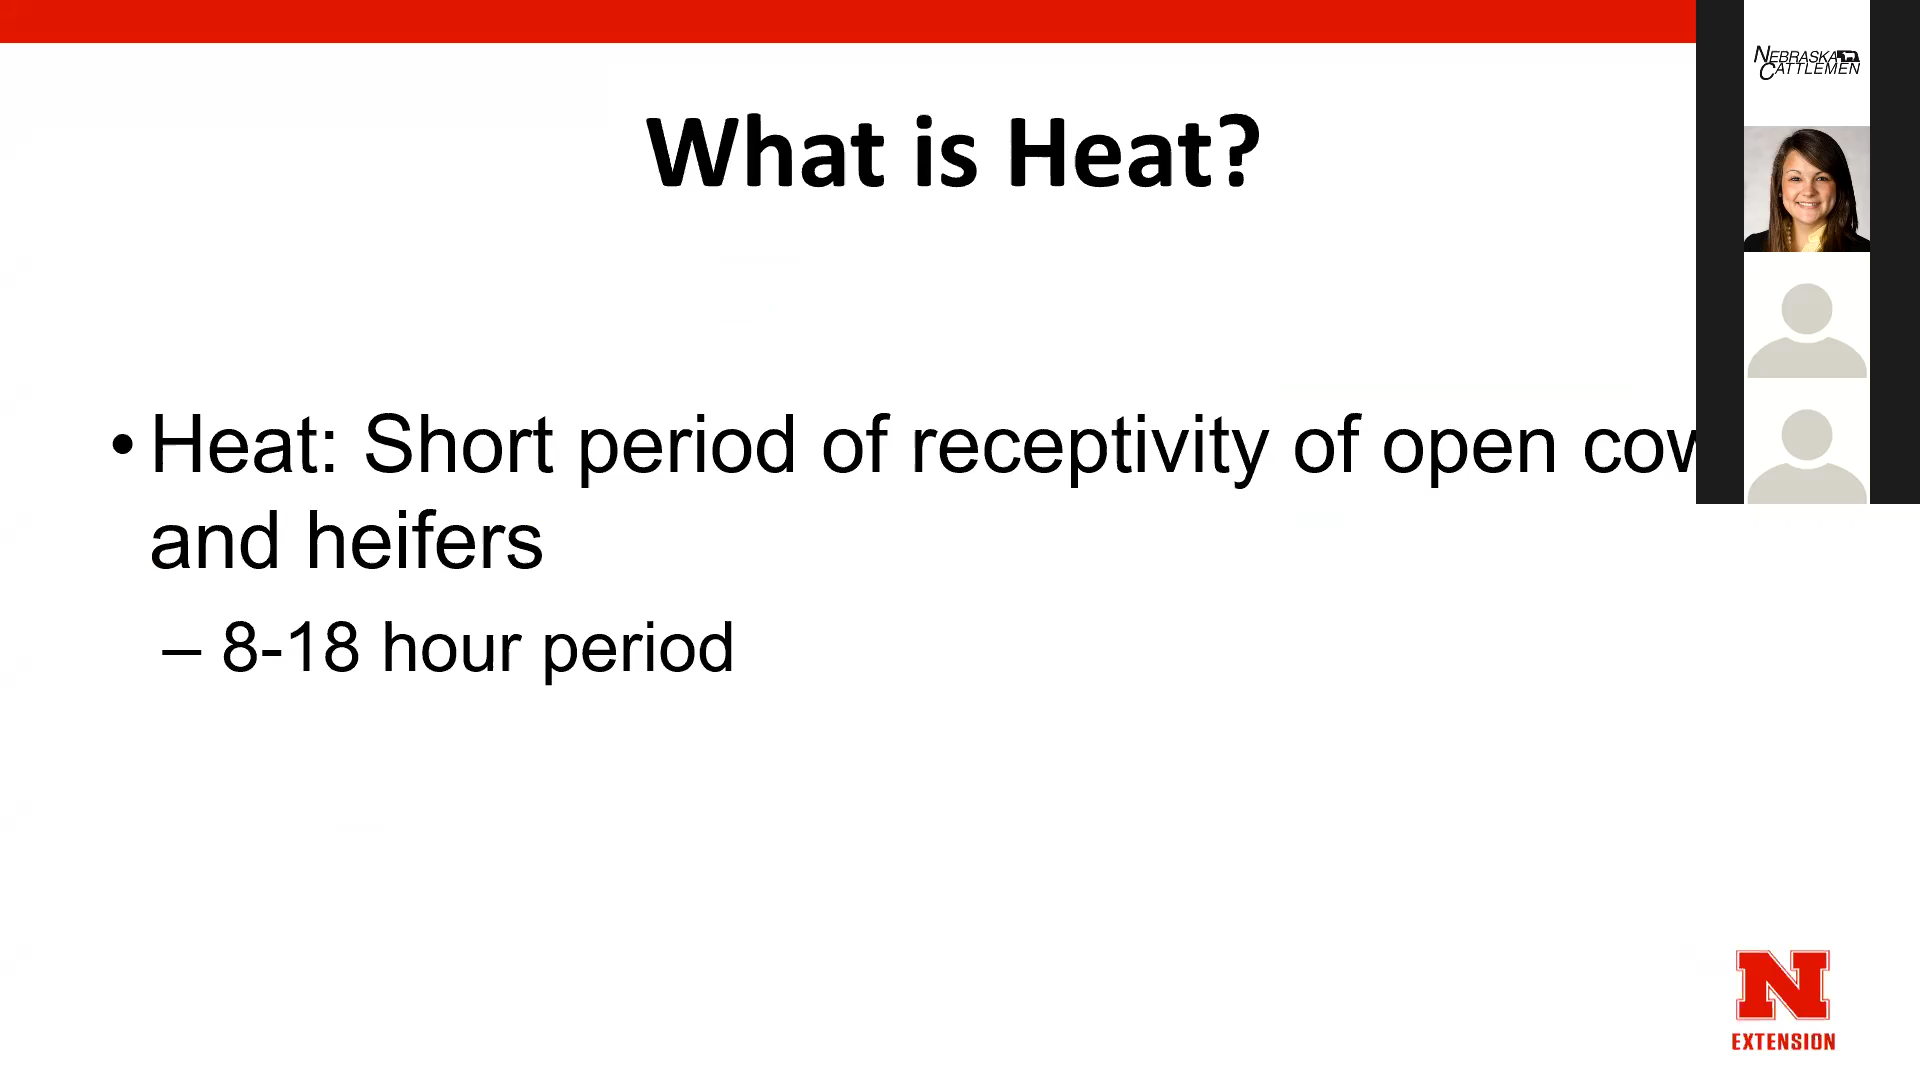 What is Heat?
• Heat: Short period of receptivity of open cow
and heifers
– 8-18 hour period
NEBRASKA
CATTLEMEN
N
EXTENSION